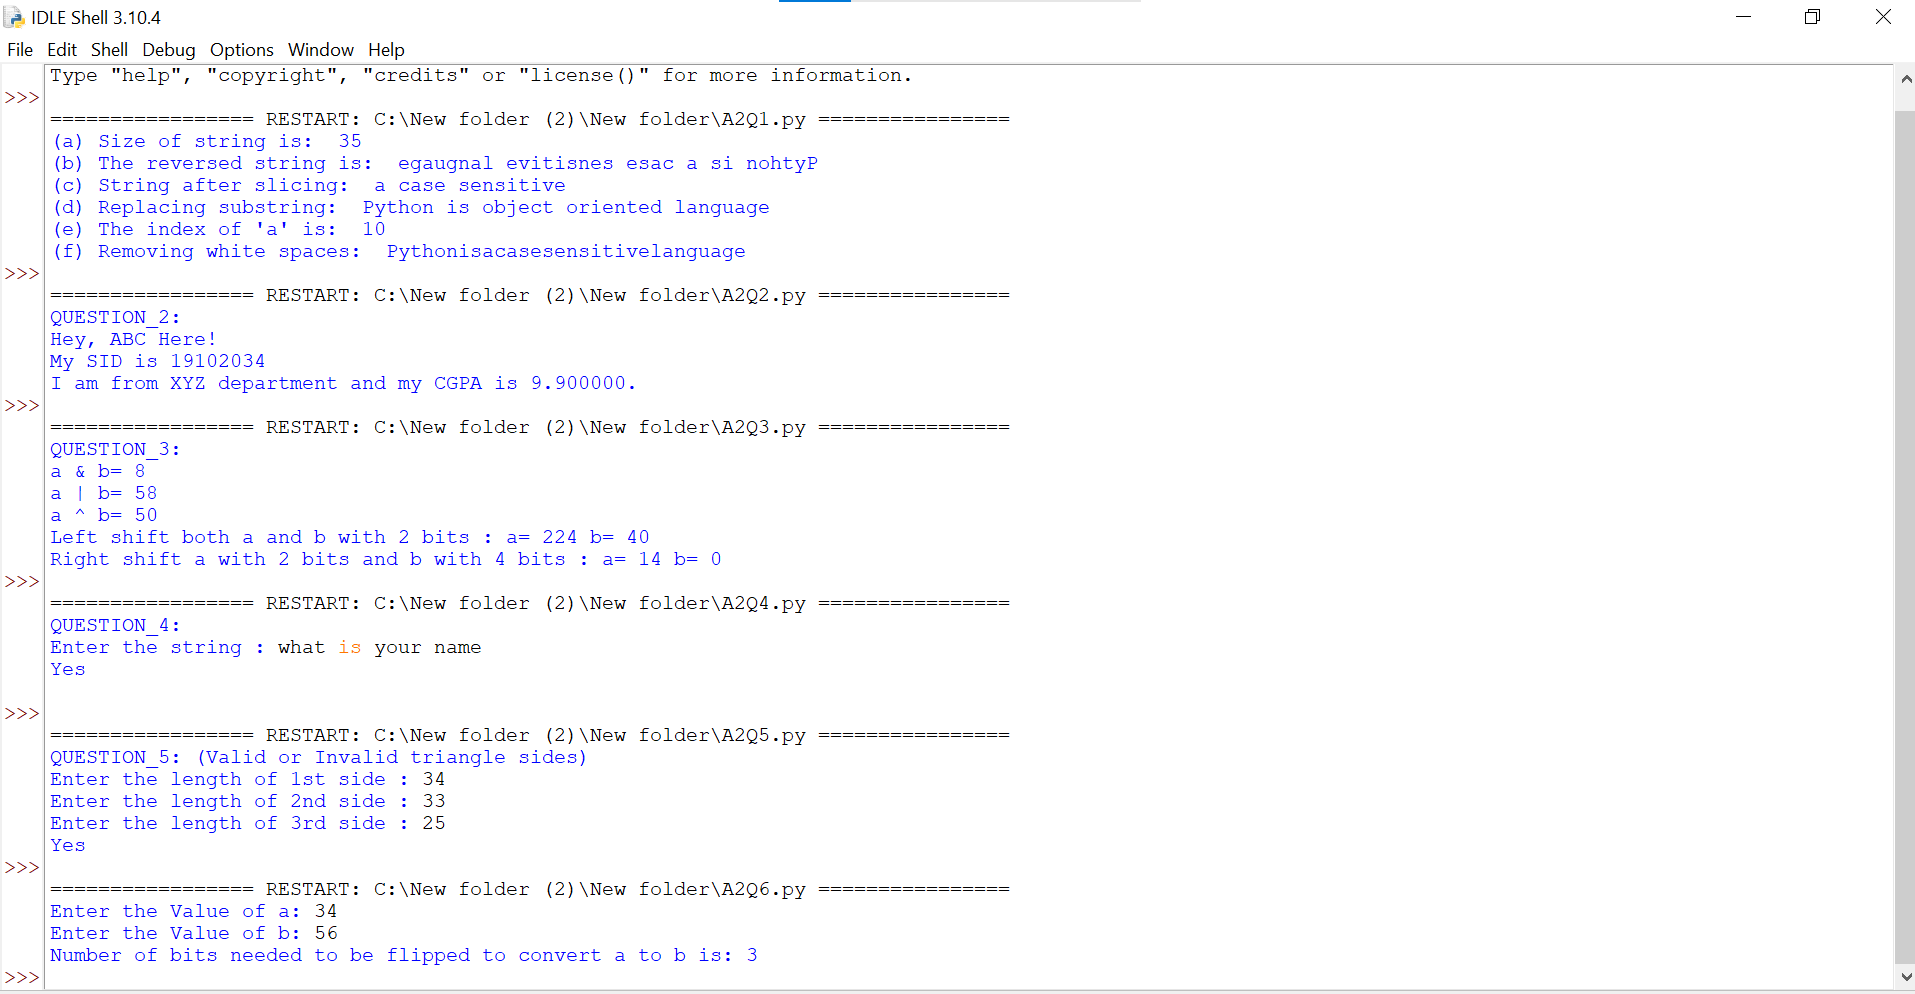 IDLE Shell 3.10.4
File Edit Shell Debug Options Window Help
Type "help", "copyright", "credits" or "license()" for more information.
>>>
================= RESTART: C:\New folder (2)\New folder\A2Q1.py ================
(a) Size of string is:  35
(b) The reversed string is:  egaugnal evitisnes esac a si nohtyP
(c) String after slicing:  a case sensitive
(d) Replacing substring:  Python is object oriented language
(e) The index of 'a' is:  10
(f) Removing white spaces:  Pythonisacasesensitivelanguage
>>>
================= RESTART: C:\New folder (2)\New folder\A2Q2.py ================
QUESTION_2:
Hey, ABC Here!
My SID is 19102034
I am from XYZ department and my CGPA is 9.900000.
>>>
================= RESTART: C:\New folder (2)\New folder\A2Q3.py ================
QUESTION_3:
a & b= 8
a | b= 58
a ^ b= 50
Left shift both a and b with 2 bits : a= 224 b= 40
Right shift a with 2 bits and b with 4 bits : a= 14 b= 0
>>>
================= RESTART: C:\New folder (2)\New folder\A2Q4.py ================
QUESTION_4:
Enter the string : what is your name
Yes
>>>
================= RESTART: C:\New folder (2)\New folder\A2Q5.py ================
QUESTION_5: (Valid or Invalid triangle sides)
Enter the length of 1st side : 34
Enter the length of 2nd side : 33
Enter the length of 3rd side : 25
Yes
>>>
================= RESTART: C:\New folder (2)\New folder\A2Q6.py ================
Enter the Value of a: 34
Enter the Value of b: 56
Number of bits needed to be flipped to convert a to b is: 3
>>>